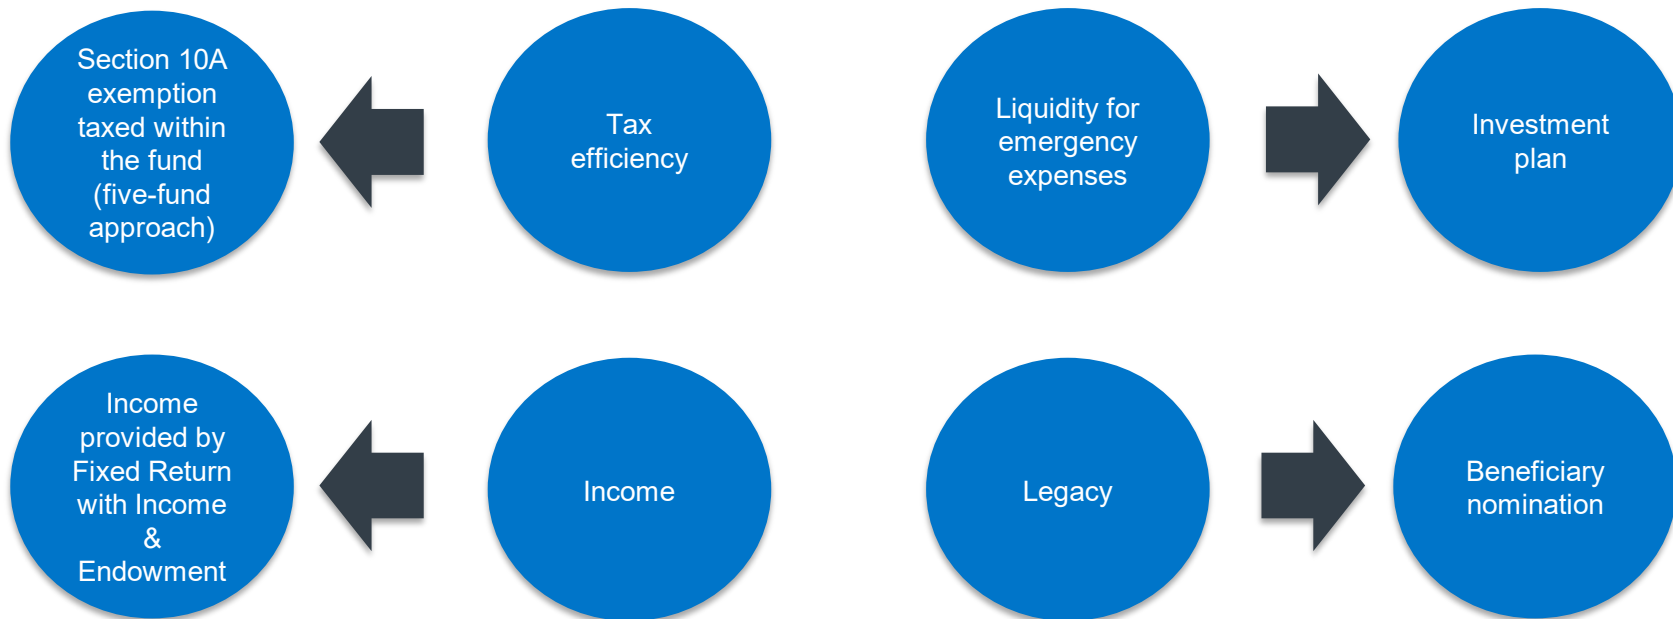 Section 10A
exemption
taxed within
the fund
(five-fund
approach)
Tax
efficiency
Liquidity for
emergency
expenses
Investment
plan
Income
provided by
Fixed Return
with Income
&
Endowment
Income
Legacy
Beneficiary
nomination